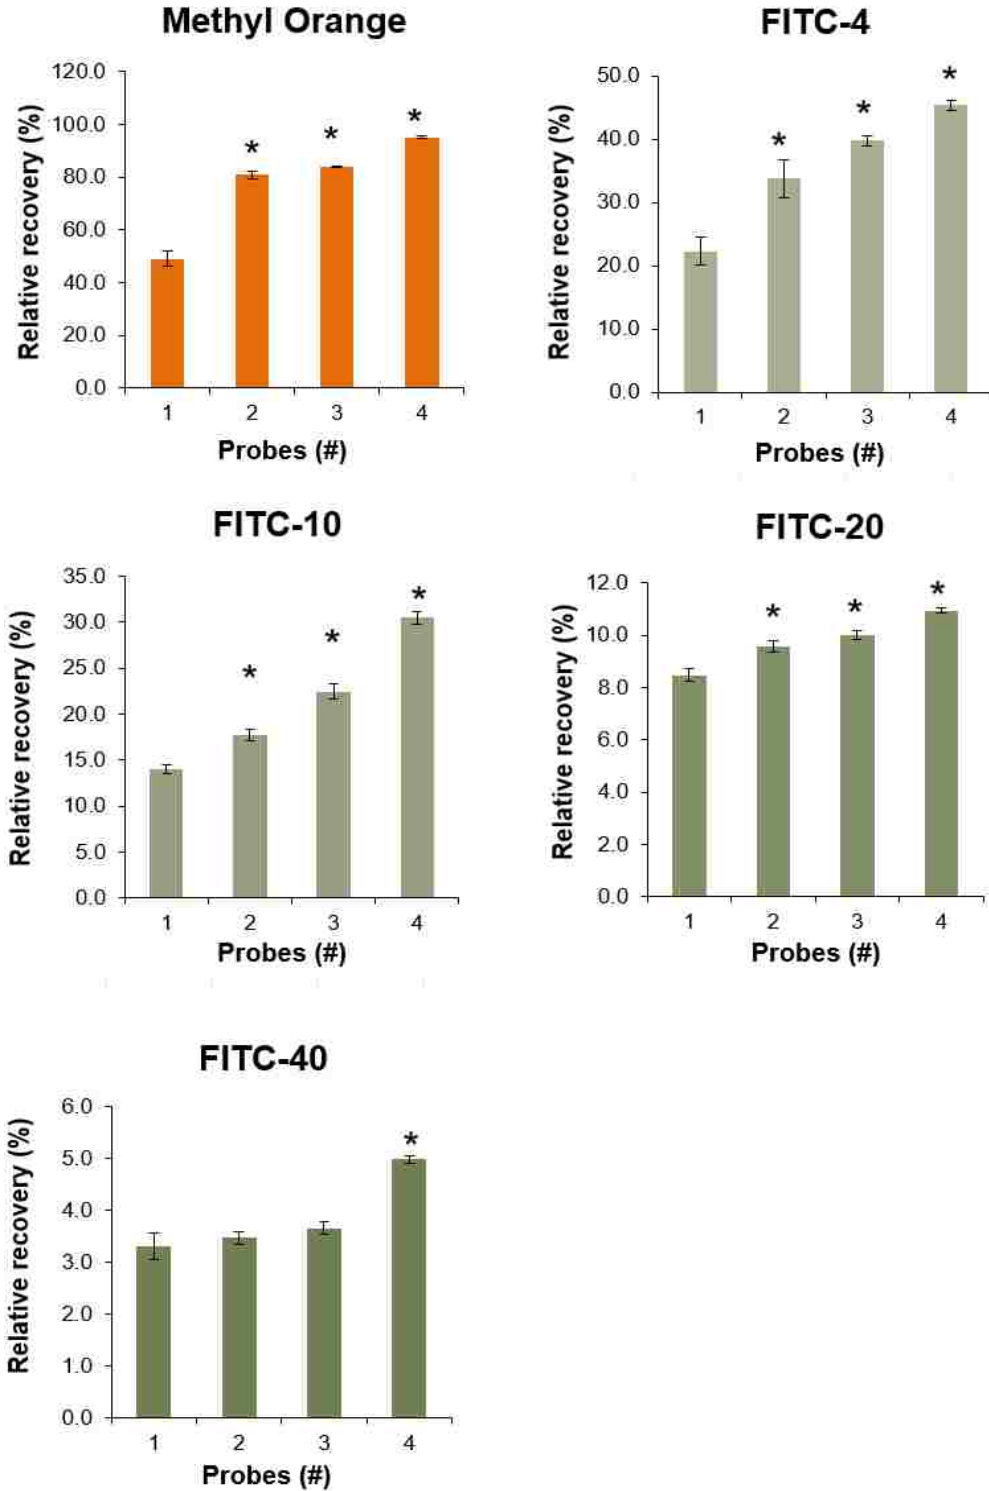 Methyl Orange
Relative recovery (%)
120.0
100.0
80.0
60.0
40.0
20.0
0.0
*
*
*
1 2 3 4
Probes (#)
FITC-4
Relative recovery (%)
50.0
40.0
30.0
20.0
10.0
0.0
*
*
*
1 2 3 4
Probes (#)
FITC-10
Relative recovery (%)
35.0
30.0
25.0
20.0
15.0
10.0
5.0
0.0
*
*
*
1 2 3 4
Probes (#)
FITC-20
Relative recovery (%)
12.0
10.0
8.0
6.0
4.0
2.0
0.0
*
*
*
1 2 3 4
Probes (#)
FITC-40
Relative recovery (%)
6.0
5.0
4.0
3.0
2.0
1.0
0.0
*
1 2 3 4
Probes (#)